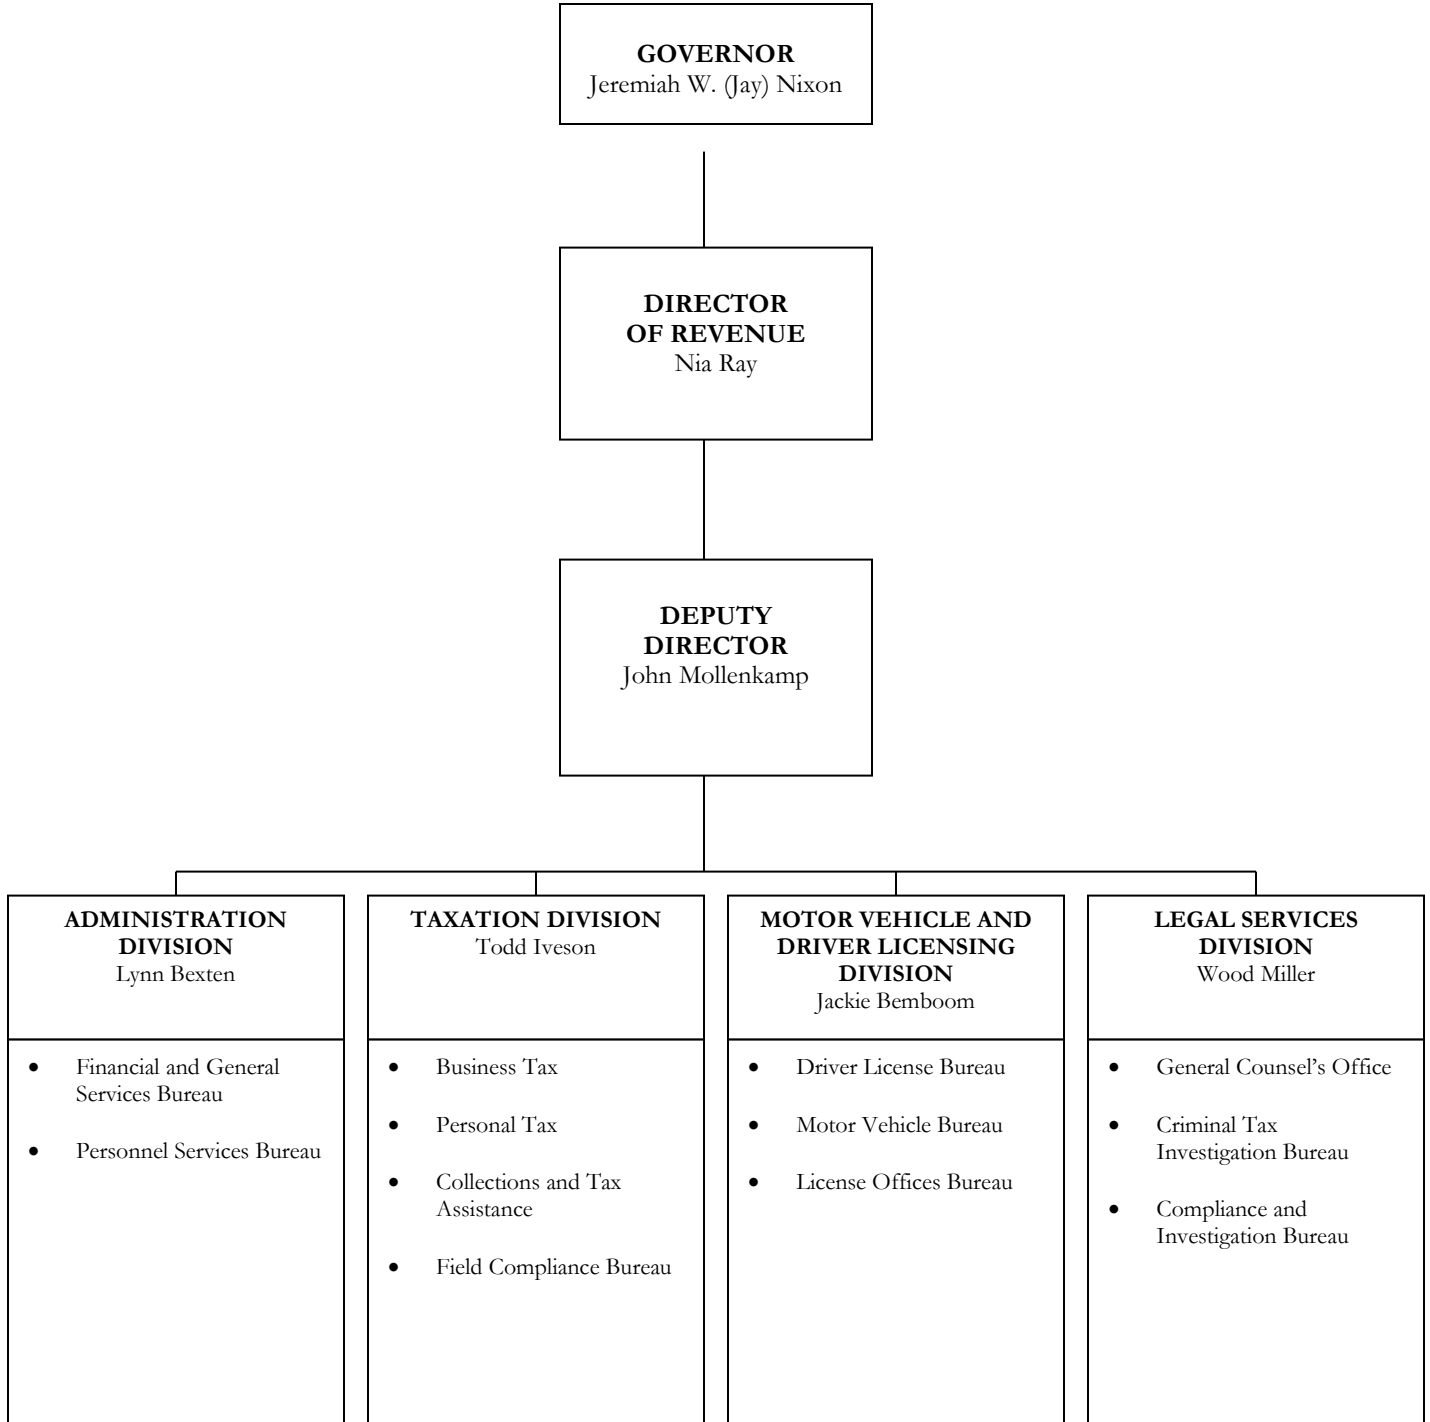 GOVERNOR
Jeremiah W. (Jay) Nixon
DIRECTOR
OF REVENUE
Nia Ray
DEPUTY
DIRECTOR
John Mollenkamp
ADMINISTRATION
DIVISION
Lynn Bexten
• Financial and General
Services Bureau
• Personnel Services Bureau
TAXATION DIVISION
Todd Iveson
• Business Tax
• Personal Tax
• Collections and Tax
Assistance
• Field Compliance Bureau
MOTOR VEHICLE AND
DRIVER LICENSING
DIVISION
Jackie Bemboom
• Driver License Bureau
• Motor Vehicle Bureau
• License Offices Bureau
LEGAL SERVICES
DIVISION
Wood Miller
• General Counsel’s Office
• Criminal Tax
Investigation Bureau
• Compliance and
Investigation Bureau